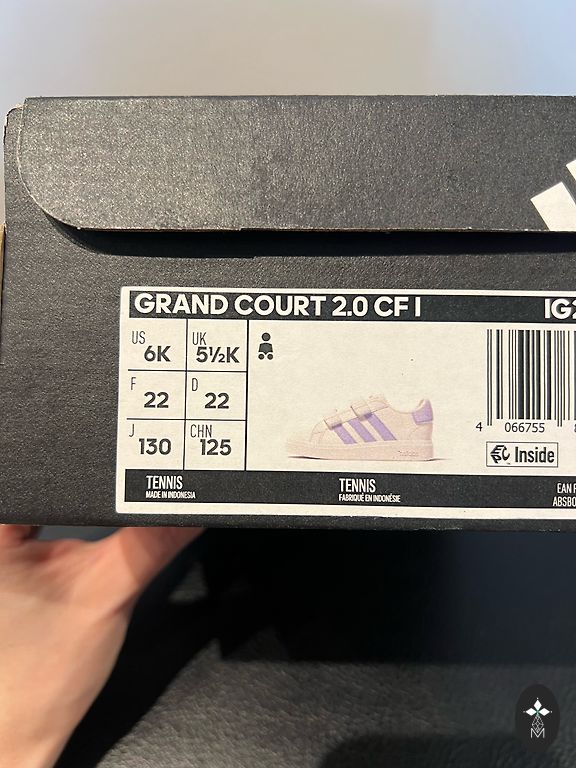 GRAND COURT 2.0 CF I
US 6K UK 5½K
F 22 D 22
J 130 CHN 125
4 066755
Inside
TENNIS TENNIS
MADE IN INDONESIA FABRIQUÉ EN INDONÉSIE
EAN
M